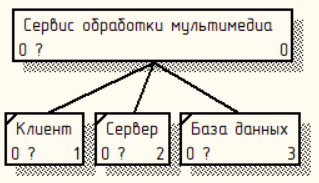 Сервис обработки мультимедиа
0 ? 0
Клиент
0 ? 1
Сервер
0 ? 2
База данных
0 ? 3